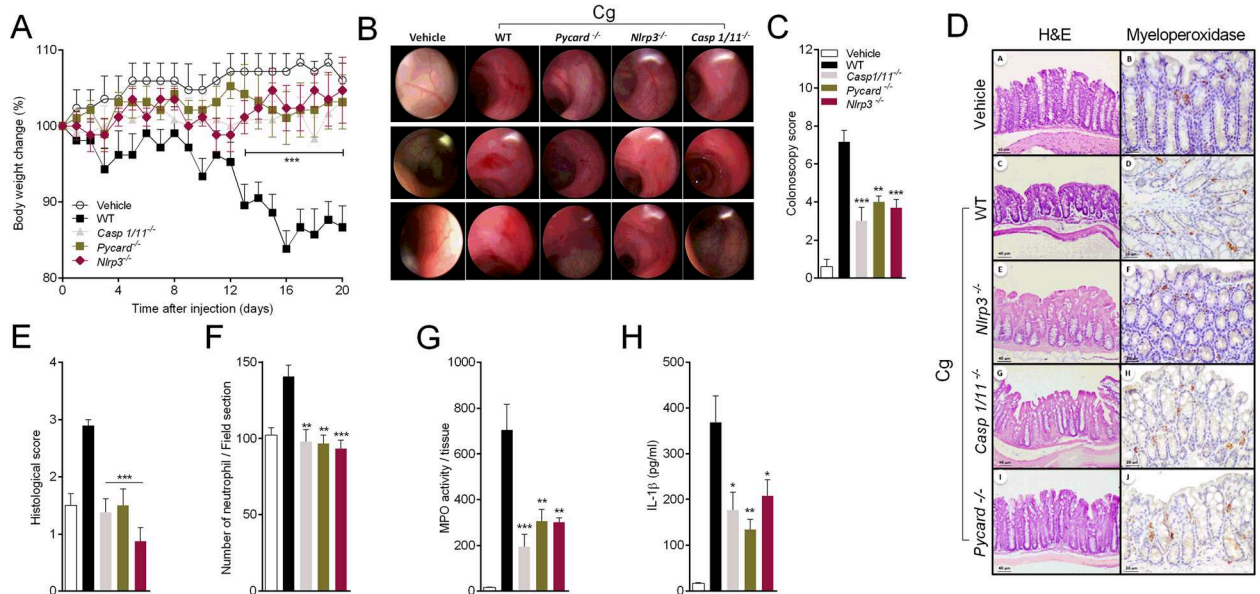 A
110
100
90
80
Body weight change (%)
Vehicle
WT
Casp 1/11-/-
Pycard-/-
Nlrp3-/-
***
0 4 8 12 16 20
Time after injection (days)
B
Cg
Vehicle WT Pycard -/- Nlrp3-/- Casp 1/11-/-
C
12
10
8
6
4
2
0
Colonoscopy score
Vehicle
WT
Casp1/11-/-
Pycard -/-
Nlrp3 -/-
*** ** ***
D
H&E Myeloperoxidase
Vehicle
A B
WT
C D
Cg
Nlrp3 -/-
E F
Casp 1/11 -/-
G H
Pycard -/-
I J
40 µm
E
4
3
2
1
0
Histological score
***
F
150
100
50
0
Number of neutrophil / Field section
** ** ***
G
1000
800
600
400
200
0
MPO activity / tissue
*** ** **
H
500
400
300
200
100
0
IL-1β (pg/ml)
* ** *